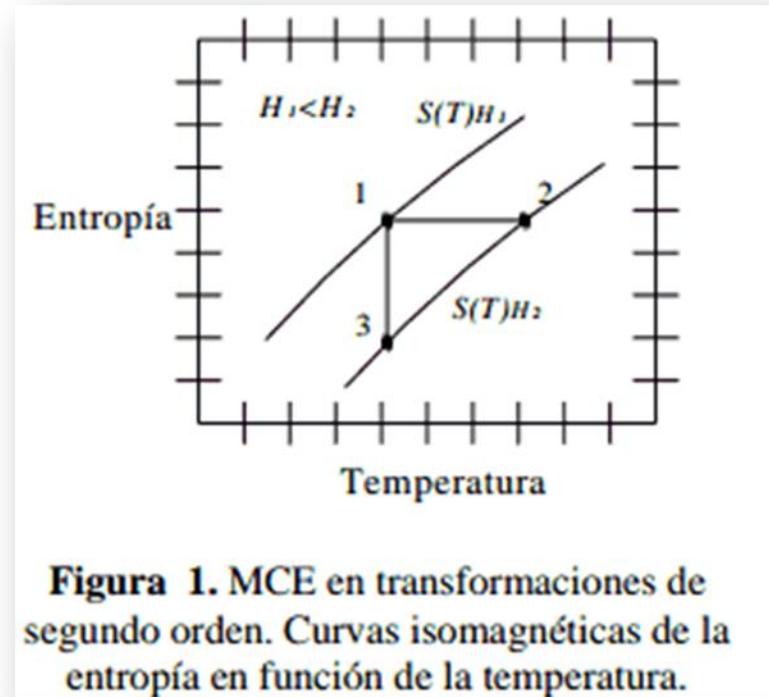 H₁<H₂
S(T)H₁
1
2
Entropía
S(T)H₂
3
Temperatura
Figura 1. MCE en transformaciones de
segundo orden. Curvas isomagnéticas de la
entropía en función de la temperatura.